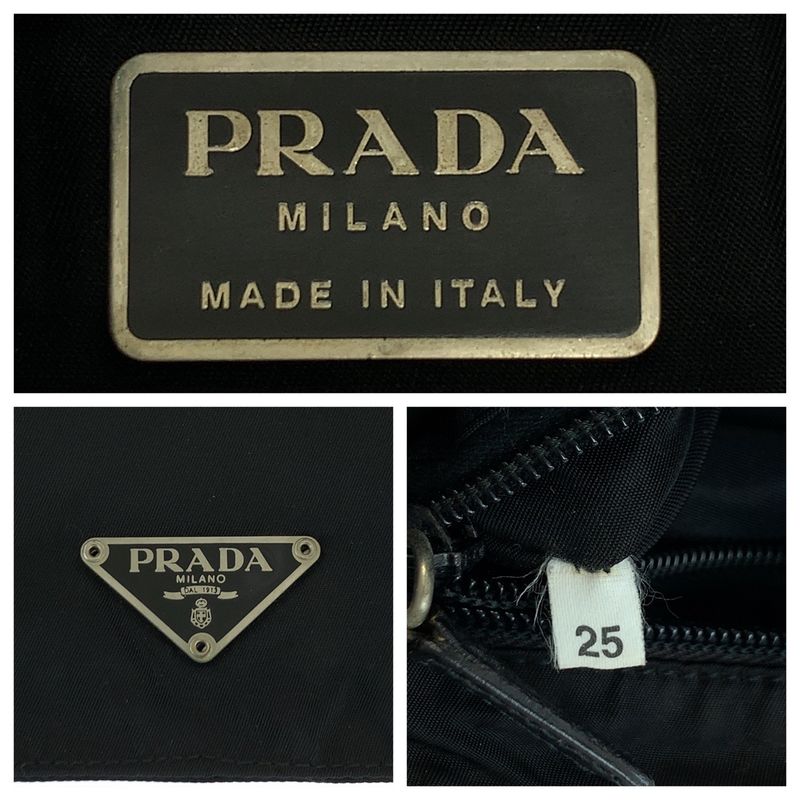 PRADA
MILANO
MADE IN ITALY
PRADA
MILANO
DAL 1913
25